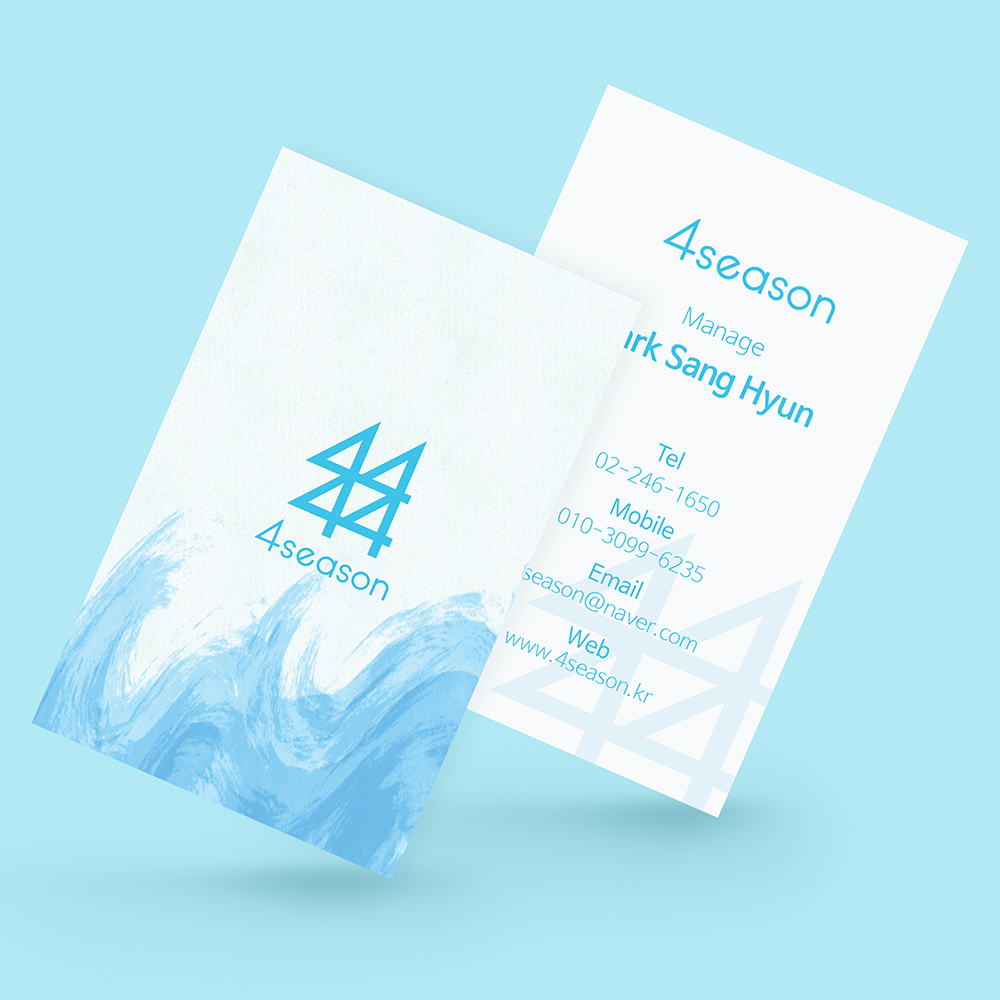 4season
4season
Manage
ark Sang Hyun
Tel
02-246-1650
Mobile
010-3099-6235
Email
season@naver.com
Web
www.4season.kr